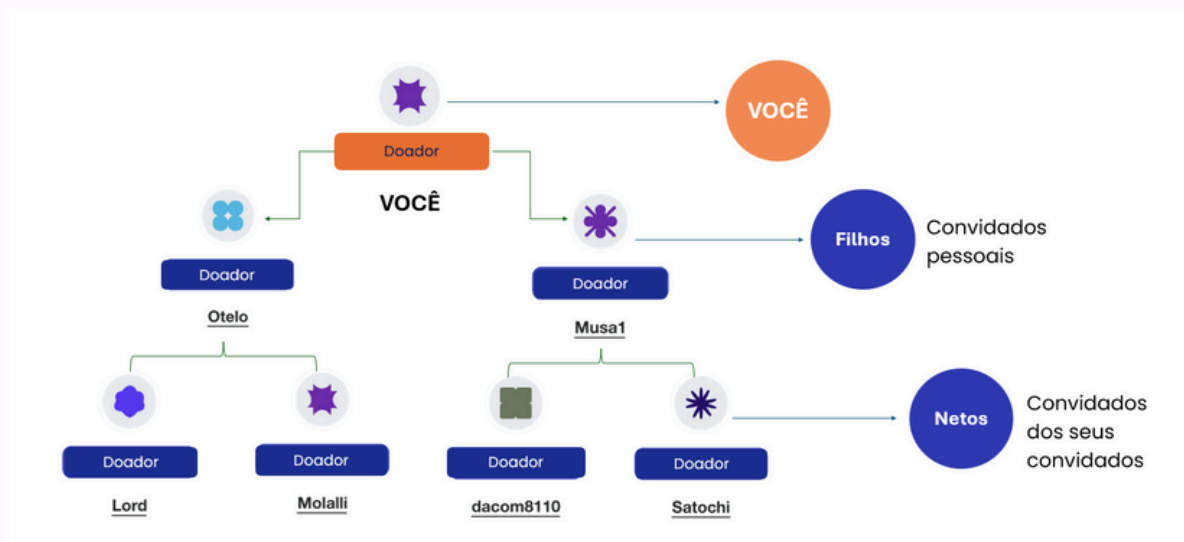 VOCÊ
Doador
VOCÊ
Filhos
Convidados
pessoais
Doador
Doador
Otelo
Musa1
Netos
Convidados
dos seus
convidados
Doador
Doador
Doador
Doador
Lord
Molalli
dacom8110
Satochi